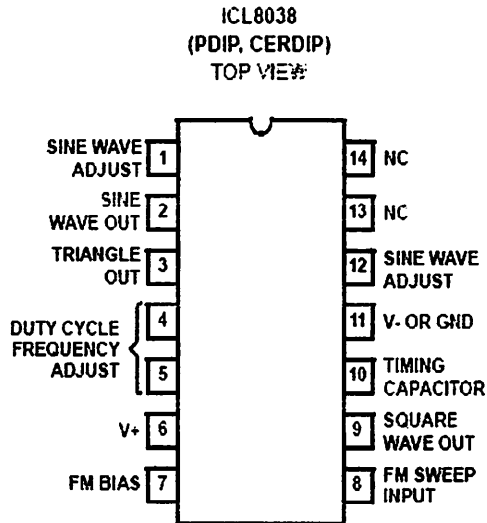 ICL8038
(PDIP, CERDIP)
TOP VIEW
SINE WAVE
ADJUST
1
SINE
WAVE OUT
2
TRIANGLE
OUT
3
DUTY CYCLE
FREQUENCY
ADJUST
4
5
V+
6
FM BIAS
7
14
NC
13
NC
12
SINE WAVE
ADJUST
11
V- OR GND
10
TIMING
CAPACITOR
9
SQUARE
WAVE OUT
8
FM SWEEP
INPUT